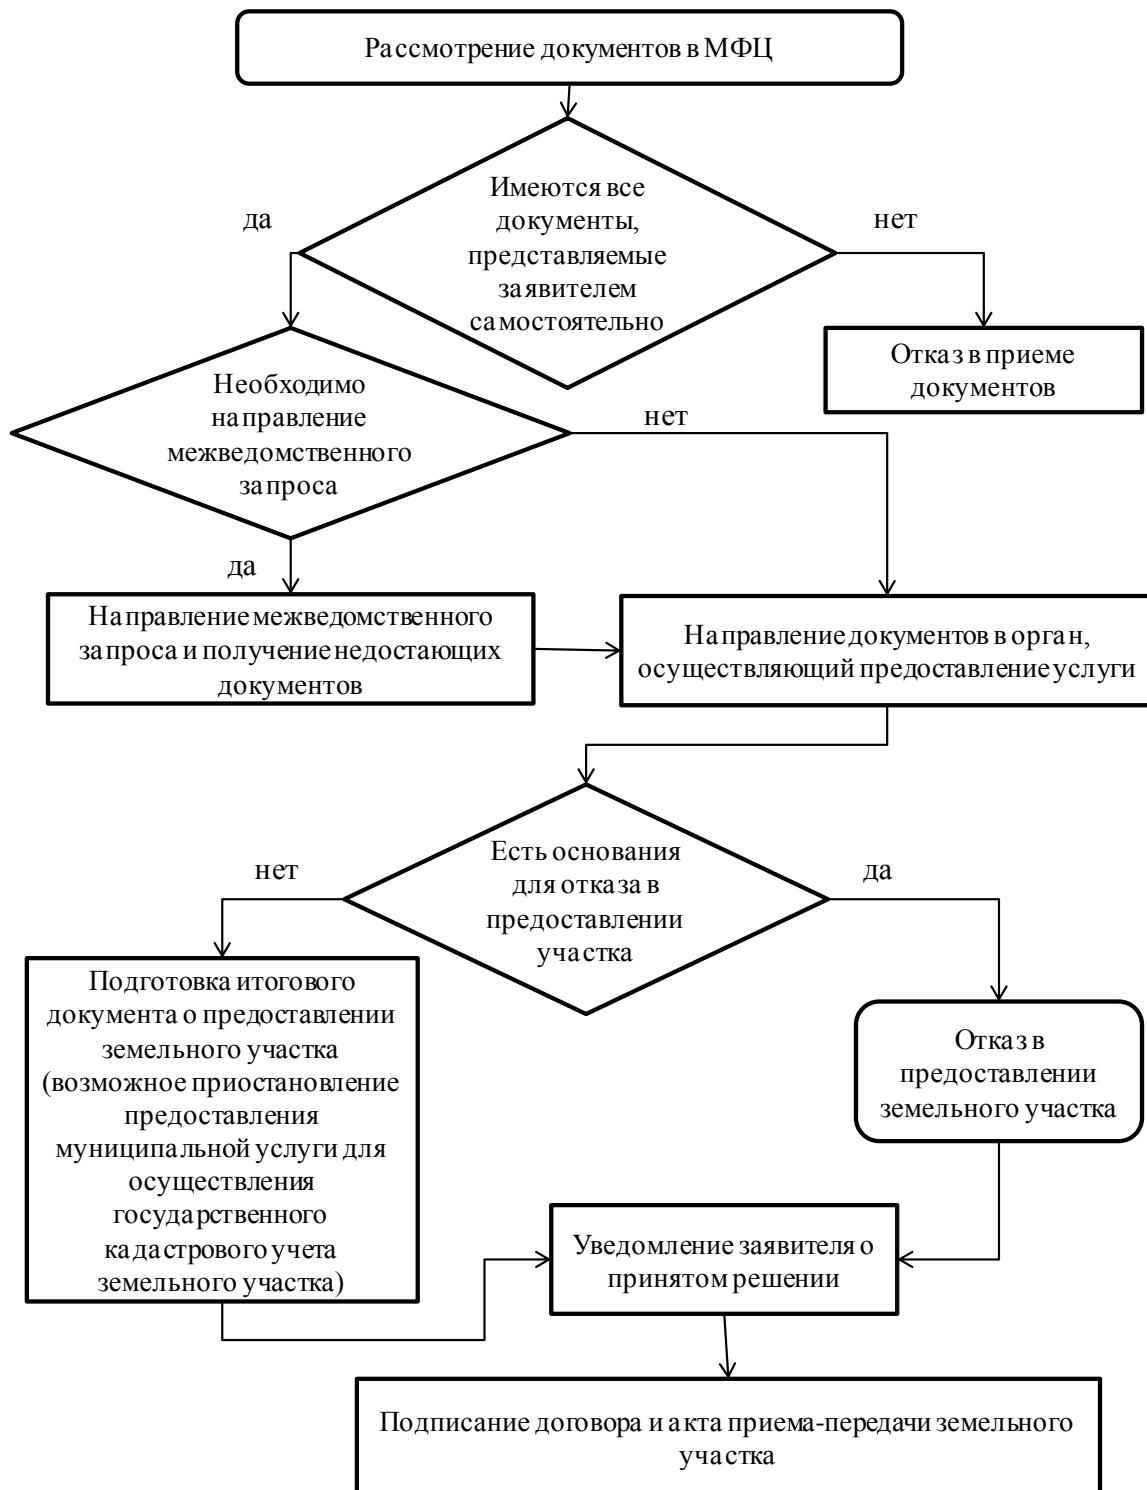 Рассмотрение документов в МФЦ
Имеются все
документы,
представляемые
заявителем
самостоятельно
да
нет
Отказ в приеме
документов
Необходимо
направление
межведомственного
запроса
нет
да
Направление межведомственного
запроса и получение недостающих
документов
Направление документов в орган,
осуществляющий предоставление услуги
Есть основания
для отказа в
предоставлении
участка
нет
да
Подготовка итогового
документа о предоставлении
земельного участка
(возможное приостановление
предоставления
муниципальной услуги для
осуществления
государственного
кадастрового учета
земельного участка)
Отказ в
предоставлении
земельного участка
Уведомление заявителя о
принятом решении
Подписание договора и акта приема-передачи земельного
участка